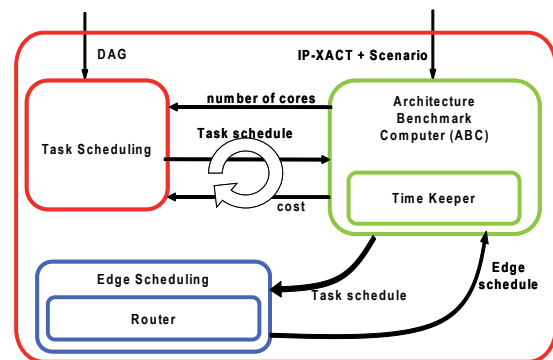 DAG
IP-XACT + Scenario
number of cores
Architecture
Benchmark
Computer (ABC)
Task Scheduling
Task schedule
cost
Time Keeper
Edge Scheduling
Router
Task schedule
Edge
schedule